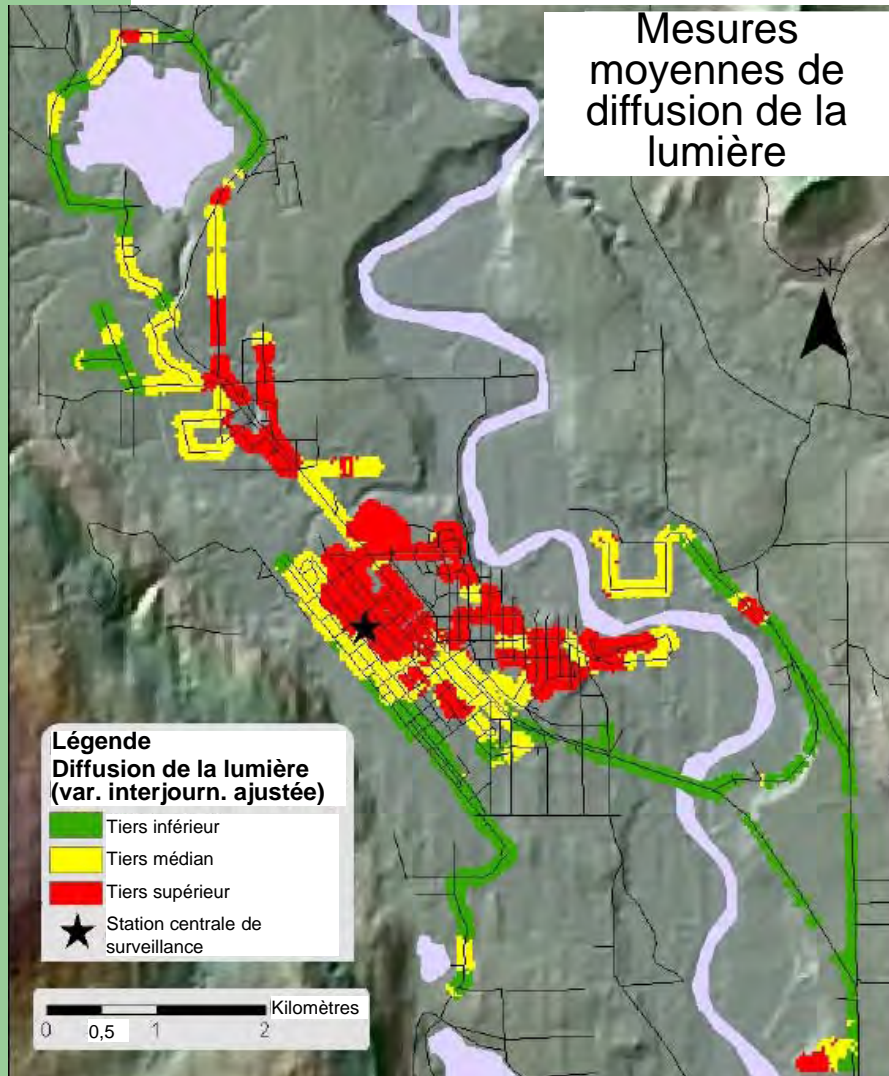 Mesures
moyennes de
diffusion de la
lumière
N
Légende
Diffusion de la lumière
(var. interjourn. ajustée)
Tiers inférieur
Tiers médian
Tiers supérieur
Station centrale de
surveillance
Kilomètres
0 0,5 1 2